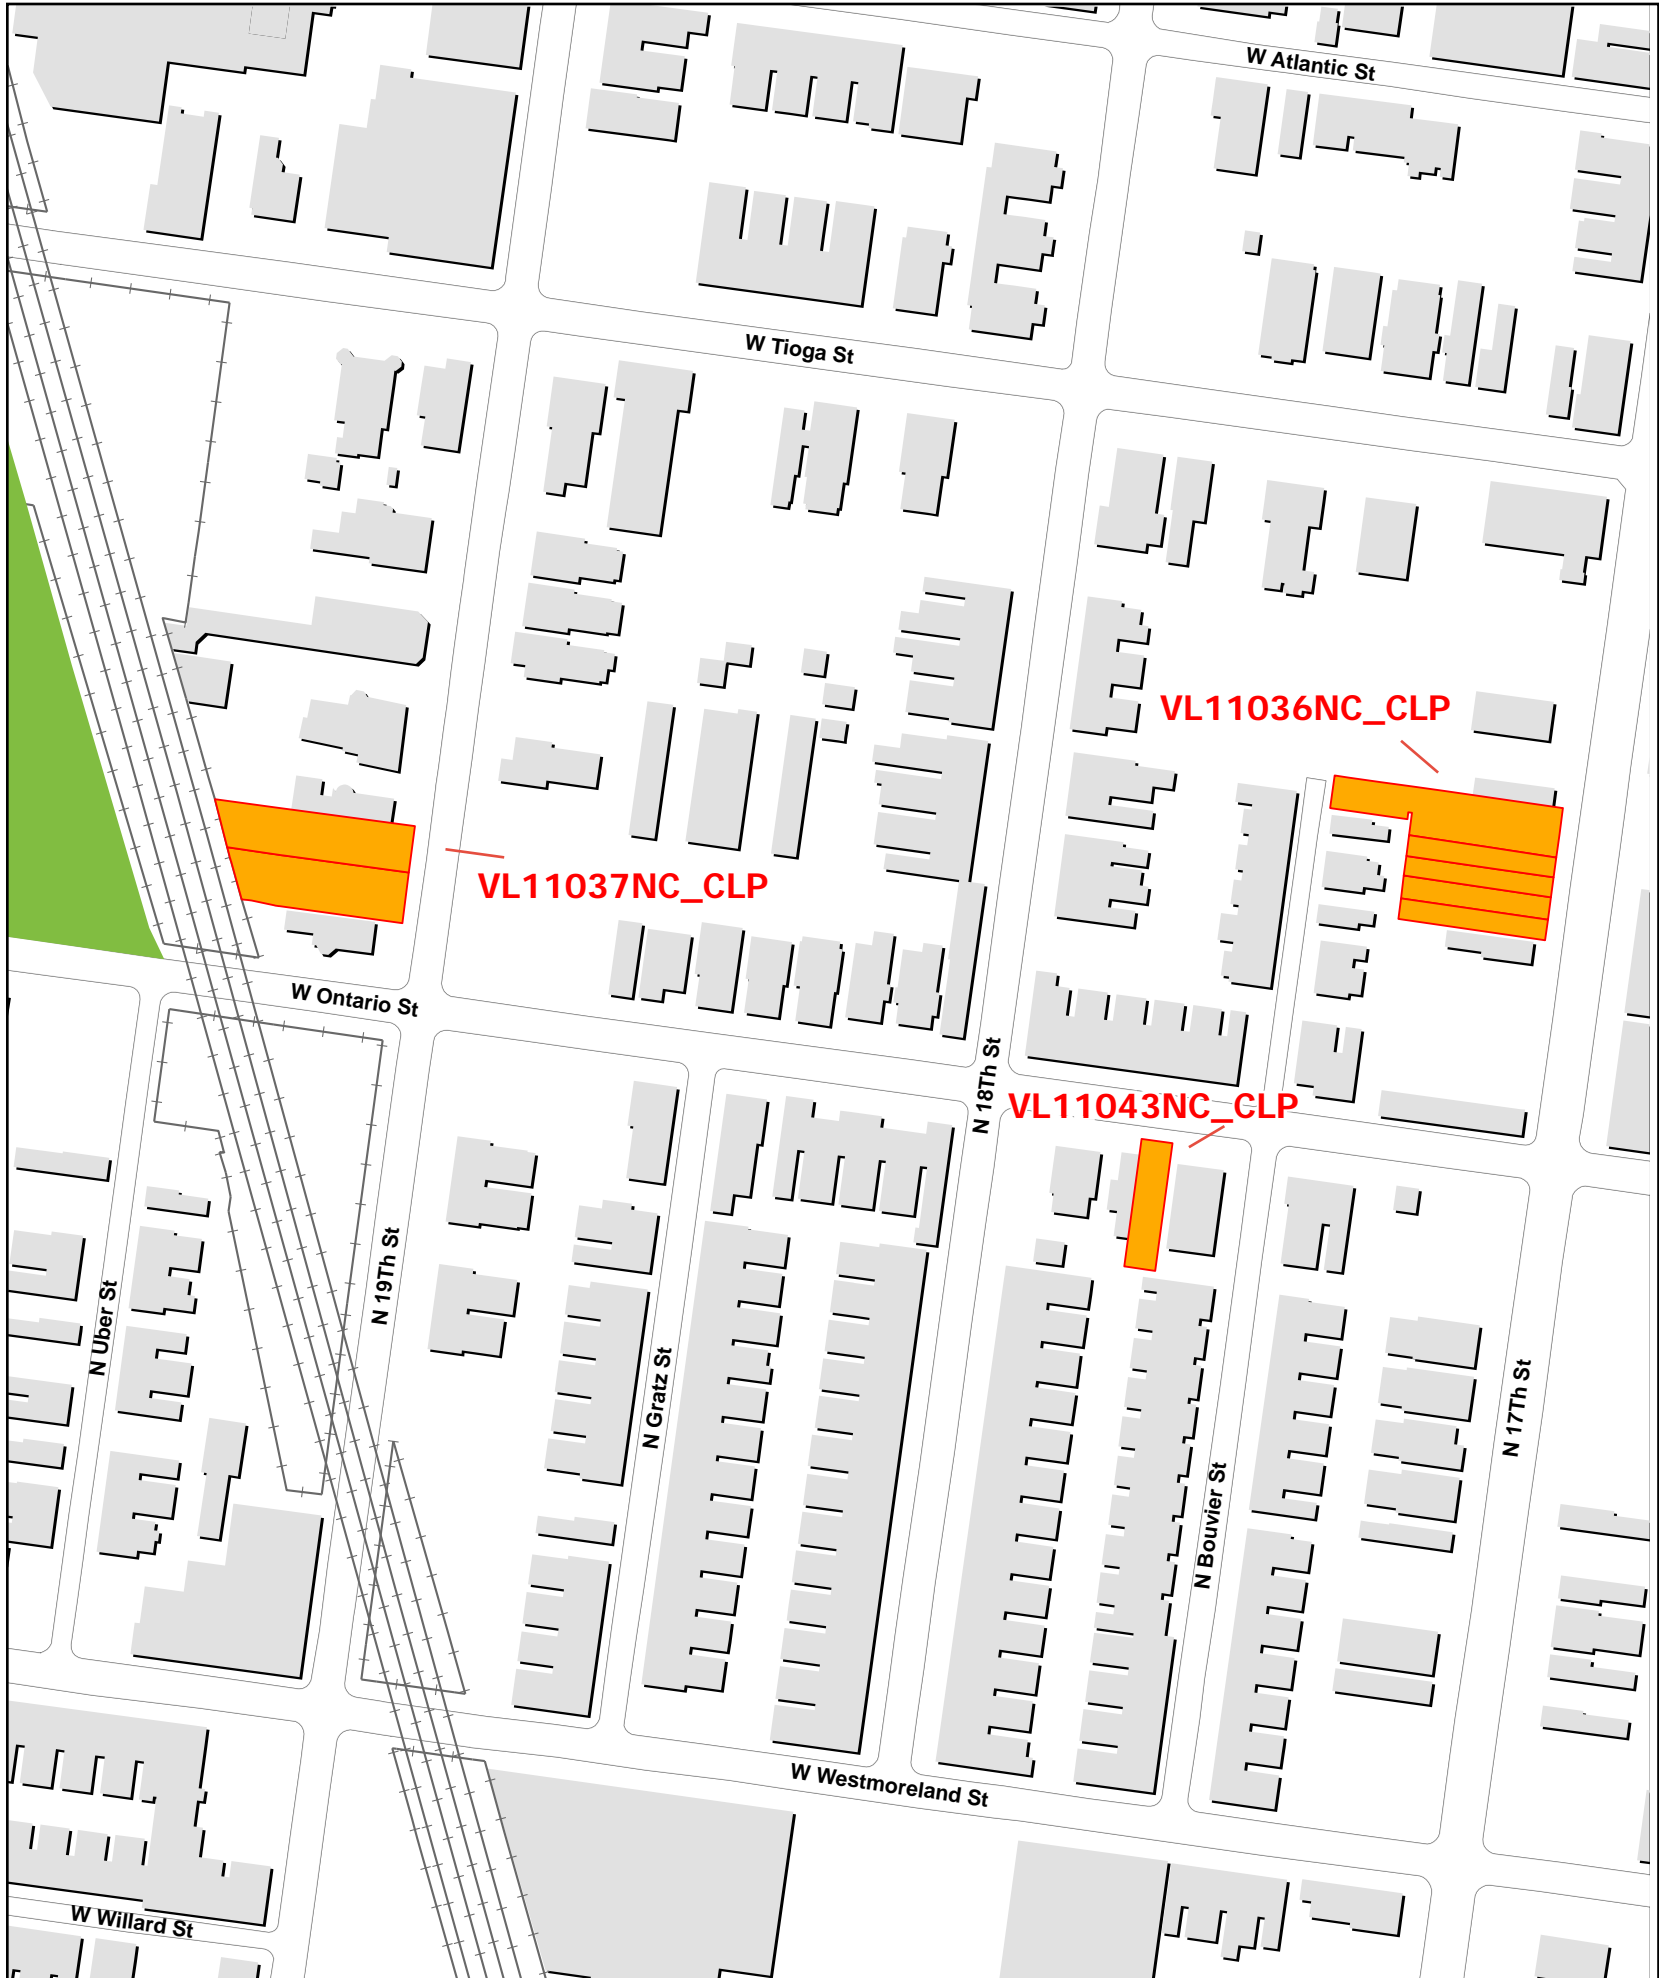 W Atlantic St
W Tioga St
VL11036NC_CLP
VL11037NC_CLP
W Ontario St
N 18Th St
VL11043NC_CLP
N 19Th St
N Uber St
N Gratz St
N 17Th St
N Bouvier St
W Westmoreland St
W Willard St